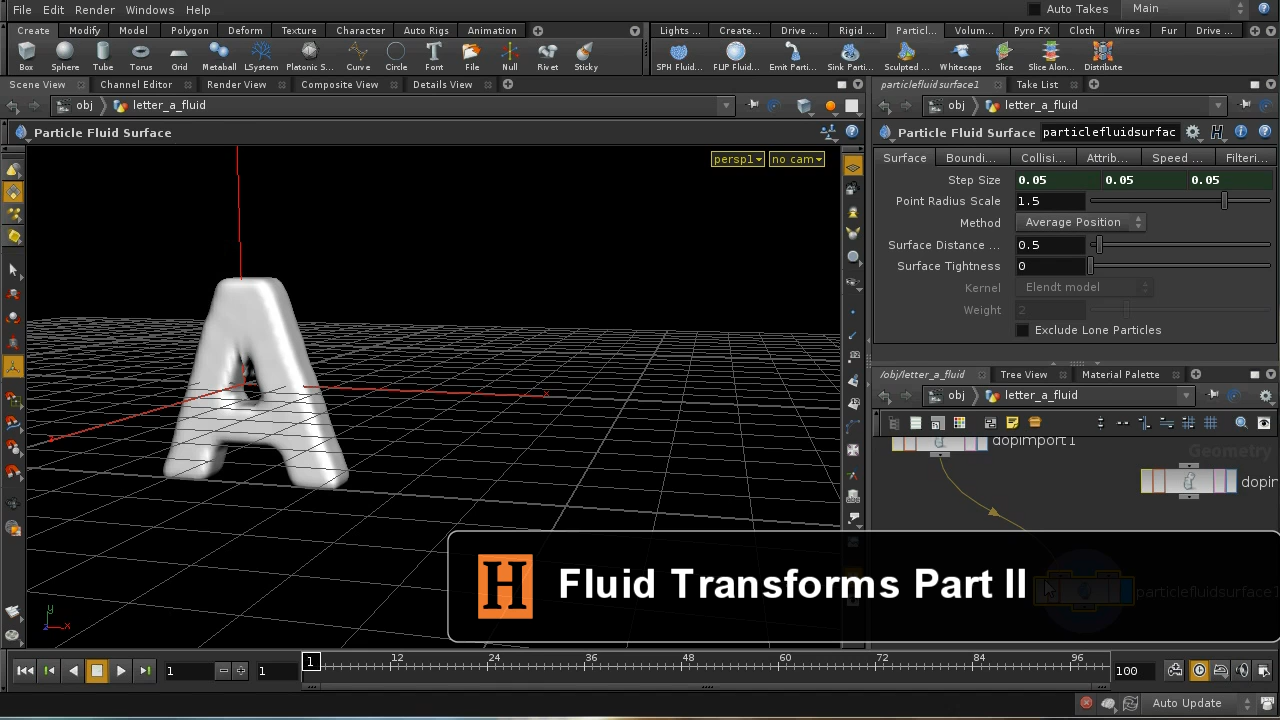 File Edit Render Windows Help Auto Takes Main
Create Modify Model Polygon Deform Texture Character Auto Rigs Animation Lights ... Create... Drive ... Rigid ... Particl... Volum... Pyro FX Cloth Wires Fur Drive ...
Box Sphere Tube Torus Grid Metaball LSystem Platonic S... Curve Circle Font File Null Rivet Sticky SPH Fluid... FLIP Fluid... Emit Parti... Sink Parti... Sculpted ... Whitecaps Slice Slice Alon... Distribute
Scene View Channel Editor Render View Composite View Details View particlefluidsurface1 Take List
obj letter_a_fluid obj letter_a_fluid
Particle Fluid Surface Particle Fluid Surface particlefluidsurfac
perspl no cam Surface Boundi... Collisi... Attrib... Speed ... Filteri...
Step Size 0.05 0.05 0.05
Point Radius Scale 1.5
Method Average Position
Surface Distance ... 0.5
Surface Tightness 0
Kernel Elendt model
Weight 2
Exclude Lone Particles
/obj/letter_a_fluid Tree View Material Palette
obj letter_a_fluid
dopimport1
Geometry
dopin
H Fluid Transforms Part II
particlefluidsurface
A
y
z x
x
1 1 1 12 24 36 48 60 72 84 96 100
Auto Update